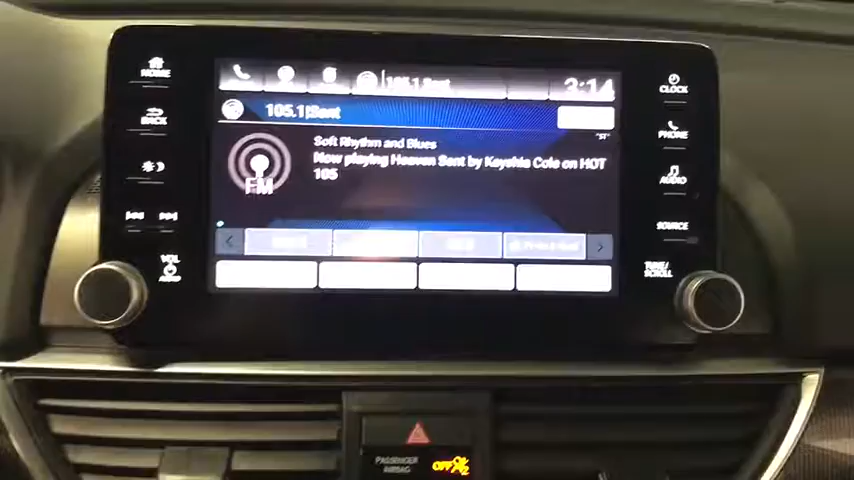 HOME
105.1|Sent
3:14
CLOCK
BACK
105.1|Sent
Soft Rhythm and Blues
Now playing Heaven Sent by Keyshia Cole on HOT
105
FM
PHONE
AUDIO
SOURCE
VOL
AUDIO
TUNE/
SCROLL
PASSENGER
AIRBAG
OFF
2